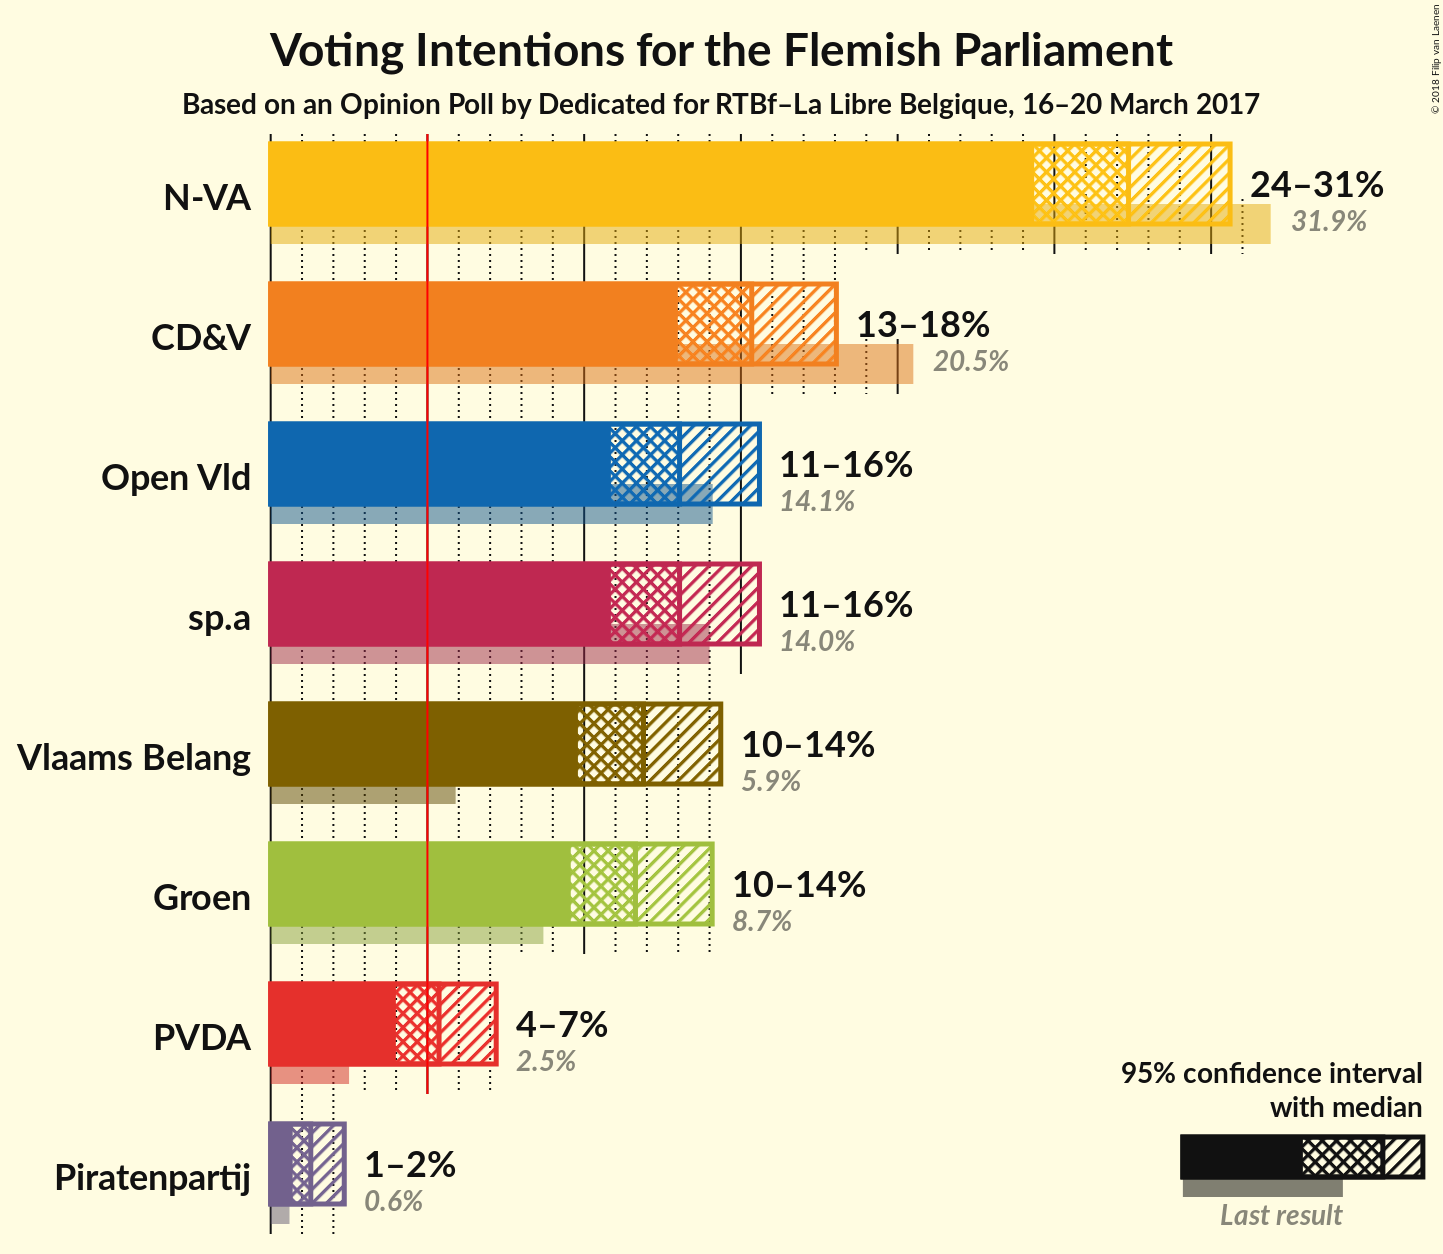 Voting Intentions for the Flemish Parliament
Based on an Opinion Poll by Dedicated for RTBf–La Libre Belgique, 16–20 March 2017
© 2018 Filip van Laenen
N-VA
24–31%
31.9%
CD&V
13–18%
20.5%
Open Vld
11–16%
14.1%
sp.a
11–16%
14.0%
Vlaams Belang
10–14%
5.9%
Groen
10–14%
8.7%
PVDA
4–7%
2.5%
Piratenpartij
1–2%
0.6%
95% confidence interval
with median
Last result